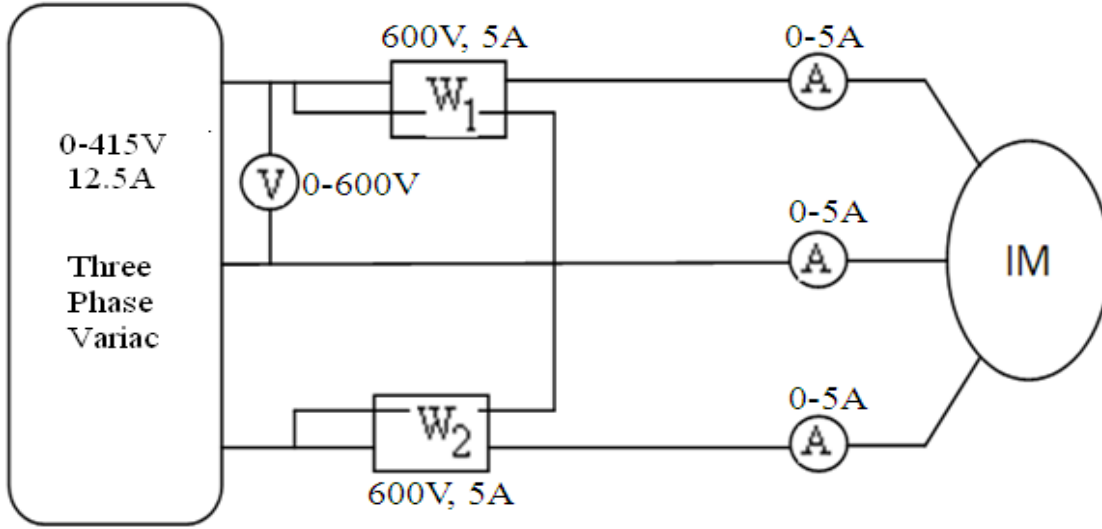 600V, 5A
0-5A
A
W1
0-415V
12.5A
V
0-600V
0-5A
A
IM
Three
Phase
Variac
0-5A
W2
A
600V, 5A